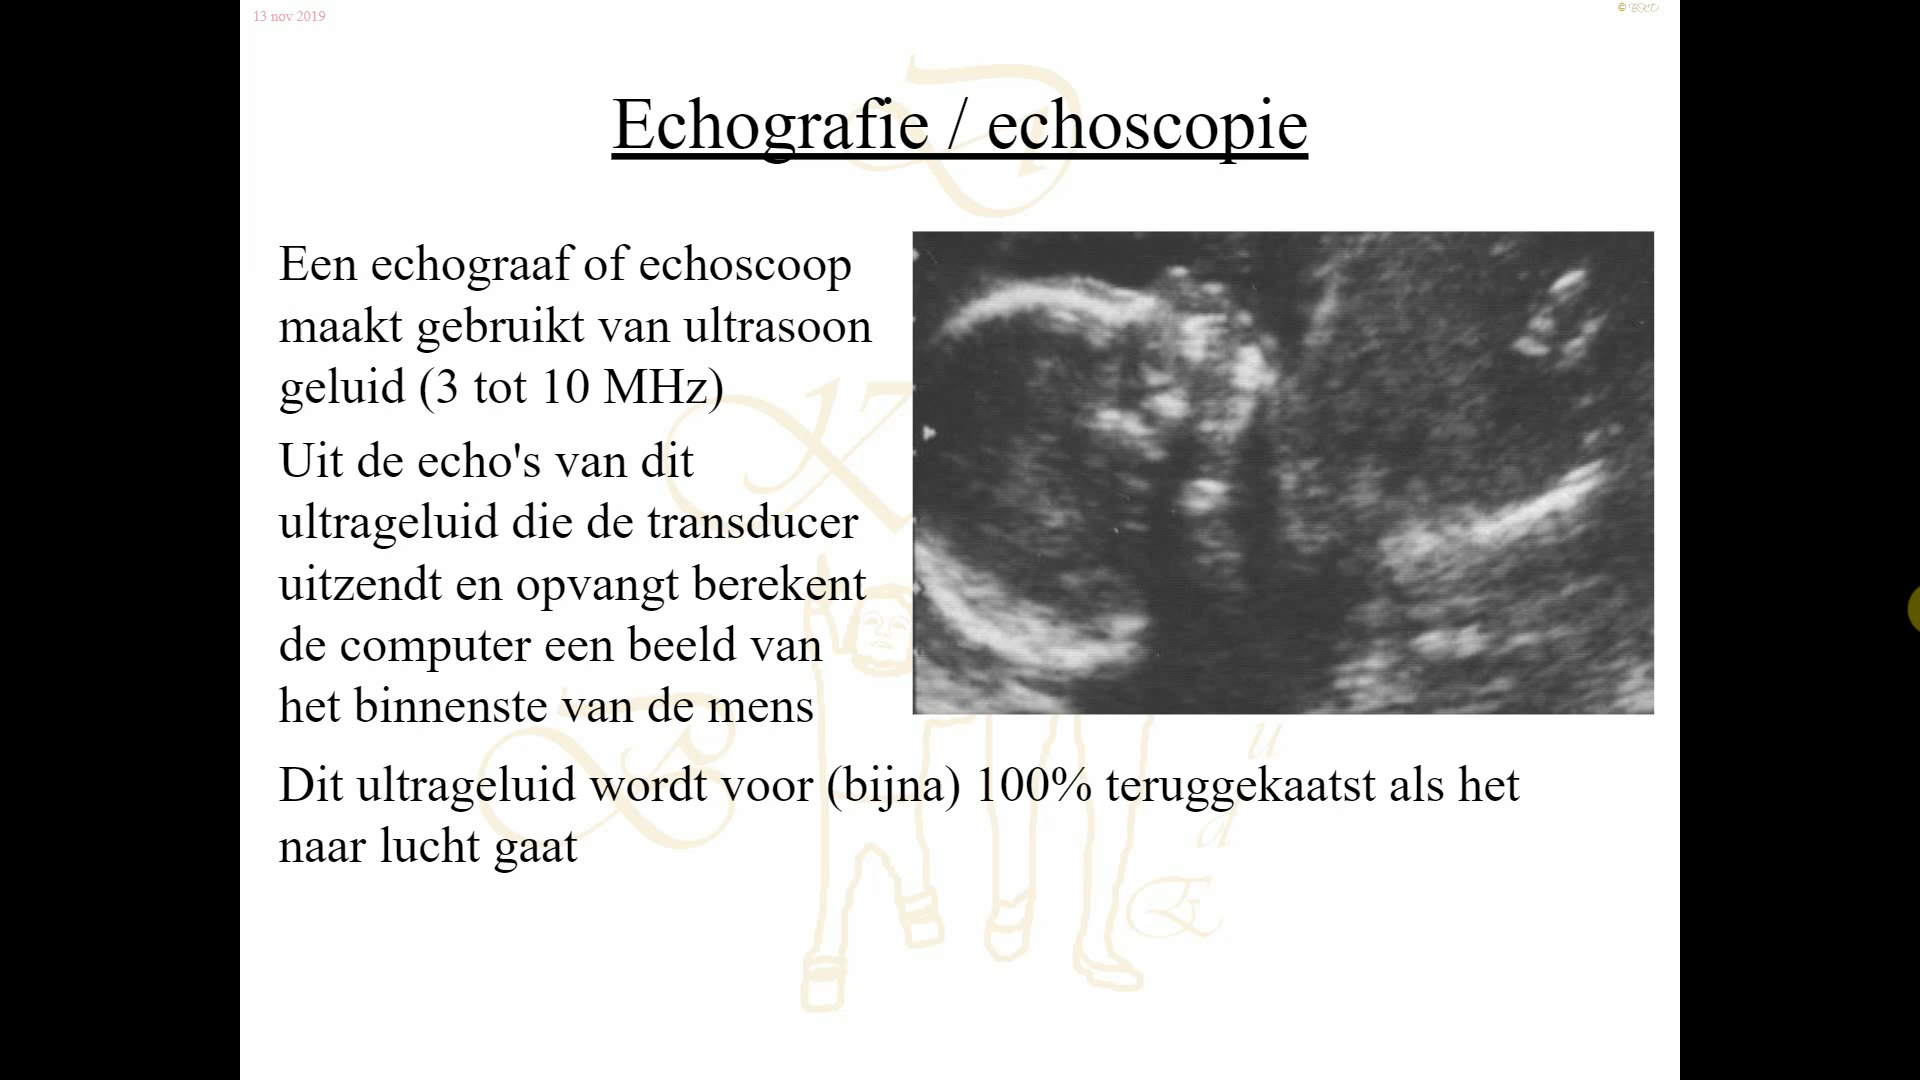 13 nov 2019
© BKD
Echografie / echoscopie
Een echograaf of echoscoop
maakt gebruikt van ultrasoon
geluid (3 tot 10 MHz)
Uit de echo's van dit
ultrageluid die de transducer
uitzendt en opvangt berekent
de computer een beeld van
het binnenste van de mens
Dit ultrageluid wordt voor (bijna) 100% teruggekaatst als het
naar lucht gaat